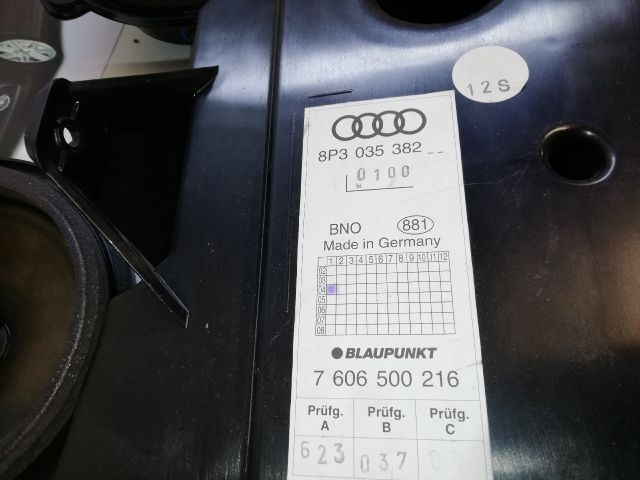 12S
8P3 035 382 --
0100
BNO 881
Made in Germany
1 2 3 4 5 6 7 8 9 10 11 12
02
03
04
05
06
07
08
BLAUPUNKT
7 606 500 216
Prüfg. Prüfg. Prüfg.
A B C
623 037